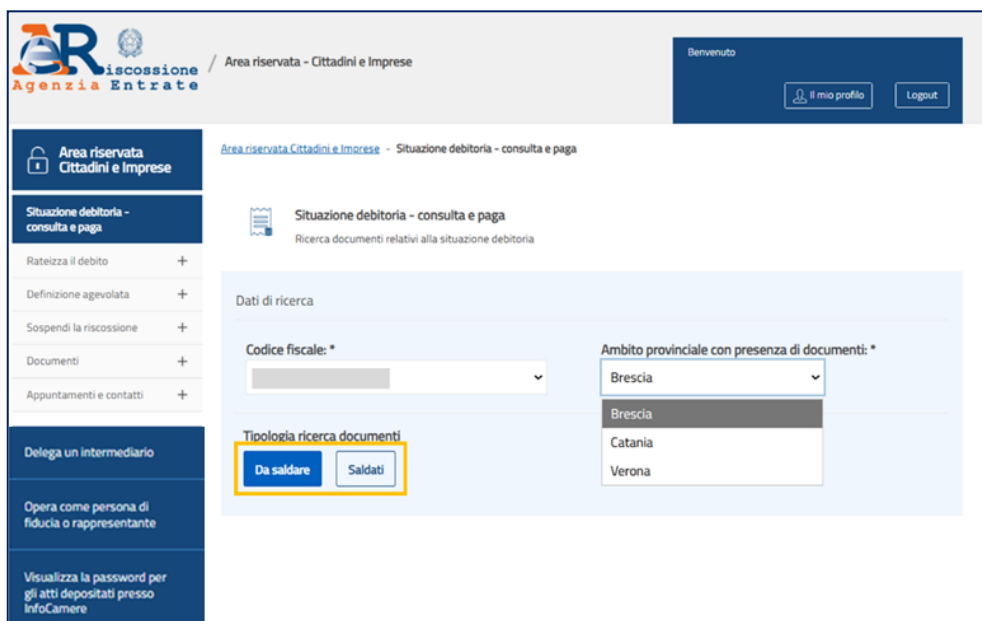 AR iscossione
Agenzia Entrate
/ Area riservata - Cittadini e Imprese
Benvenuto
Il mio profilo
Logout
Area riservata
Cittadini e Imprese
Situazione debitoria -
consulta e paga
Rateizza il debito +
Definizione agevolata +
Sospendi la riscossione +
Documenti +
Appuntamenti e contatti +
Delega un intermediario
Opera come persona di
fiducia o rappresentante
Visualizza la password per
gli atti depositati presso
InfoCamere
Area riservata Cittadini e Imprese - Situazione debitoria - consulta e paga
Situazione debitoria - consulta e paga
Ricerca documenti relativi alla situazione debitoria
Dati di ricerca
Codice fiscale: *
Ambito provinciale con presenza di documenti: *
Brescia
Brescia
Catania
Verona
Tipologia ricerca documenti
Da saldare
Saldati